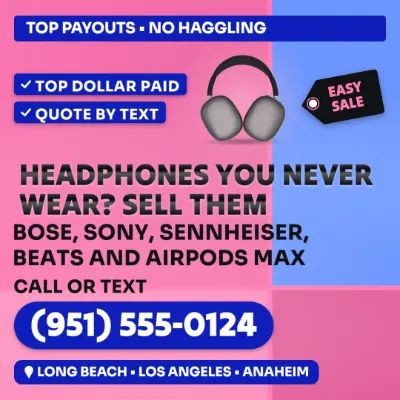 TOP PAYOUTS • NO HAGGLING
✓ TOP DOLLAR PAID
✓ QUOTE BY TEXT
EASY
SALE
HEADPHONES YOU NEVER
WEAR? SELL THEM
BOSE, SONY, SENNHEISER,
BEATS AND AIRPODS MAX
CALL OR TEXT
(951) 555-0124
LONG BEACH • LOS ANGELES • ANAHEIM